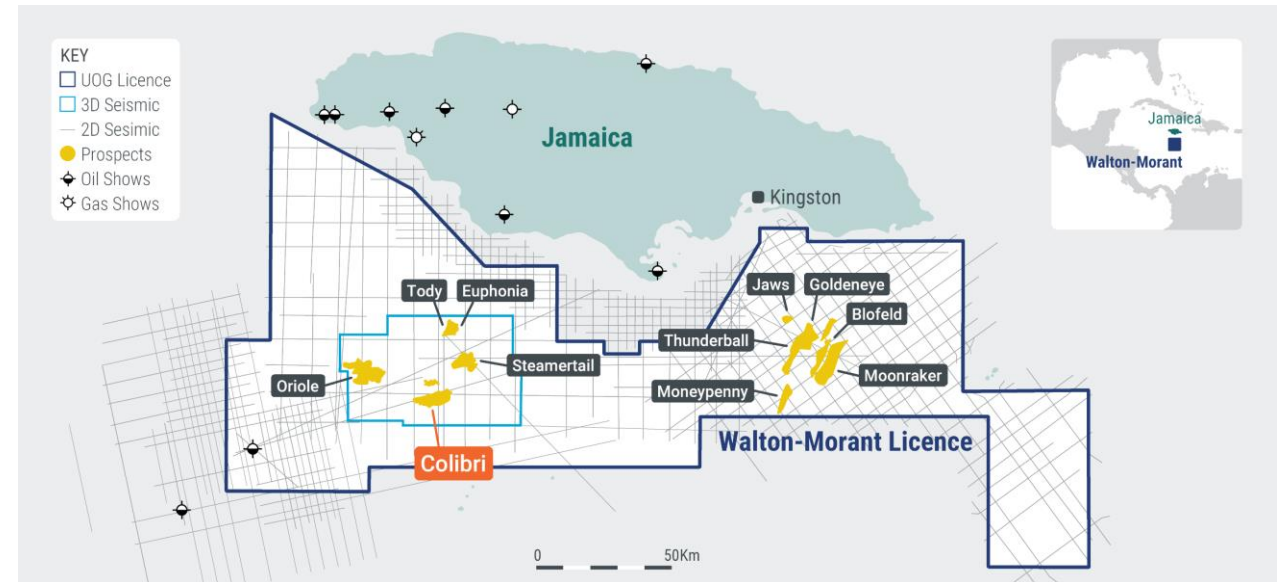 KEY
UOG Licence
3D Seismic
2D Sesimic
Prospects
Oil Shows
Gas Shows
Jamaica
Kingston
Jamaica
Walton-Morant
Tody
Euphonia
Steamertail
Oriole
Colibri
Jaws
Goldeneye
Blofeld
Thunderball
Moonraker
Moneypenny
Walton-Morant Licence
0
50Km